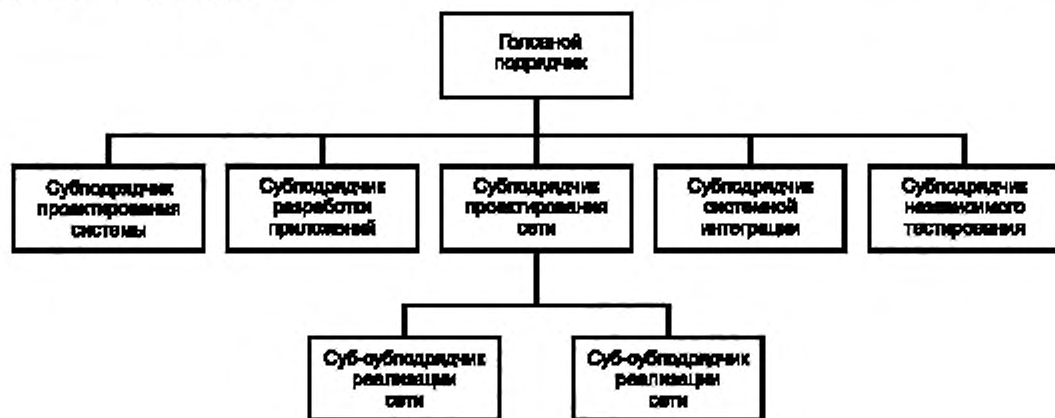 Головной
подрядчик
Субподрядчик
проектирования
системы
Субподрядчик
разработки
приложений
Субподрядчик
проектирования
сети
Субподрядчик
системной
интеграции
Субподрядчик
независимого
тестирования
Суб-субподрядчик
реализации
сети
Суб-субподрядчик
реализации
сети